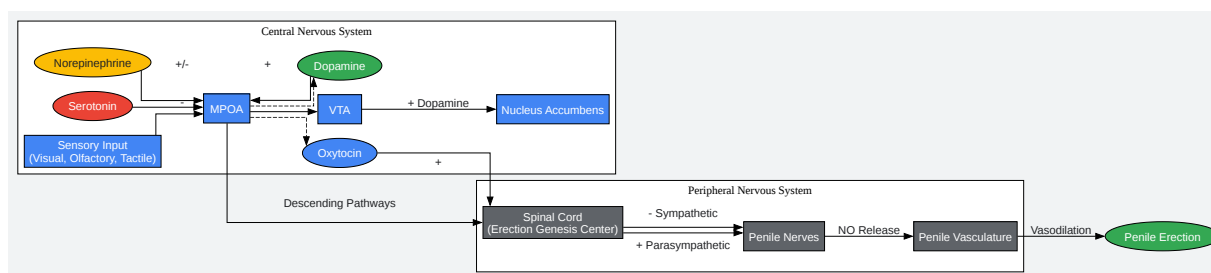 Central Nervous System
Norepinephrine
+/-
+
Dopamine
Serotonin
-
MPOA
VTA
+ Dopamine
Nucleus Accumbens
Sensory Input
(Visual, Olfactory, Tactile)
Oxytocin
+
Descending Pathways
Peripheral Nervous System
Spinal Cord
(Erection Genesis Center)
- Sympathetic
+ Parasympathetic
Penile Nerves
NO Release
Penile Vasculature
Vasodilation
Penile Erection